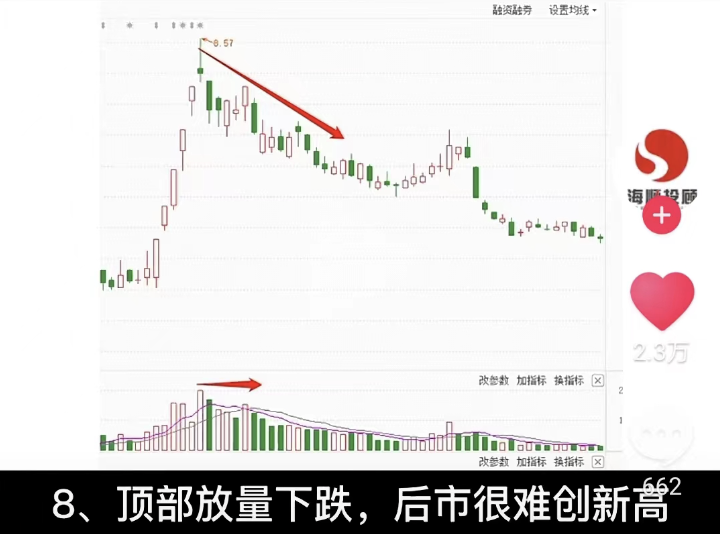 融资融券 设置均线
8.57
海顺投顾
2.3万
改参数 加指标 换指标
2
1
改参数 加指标 换指标
662
8、顶部放量下跌，后市很难创新高